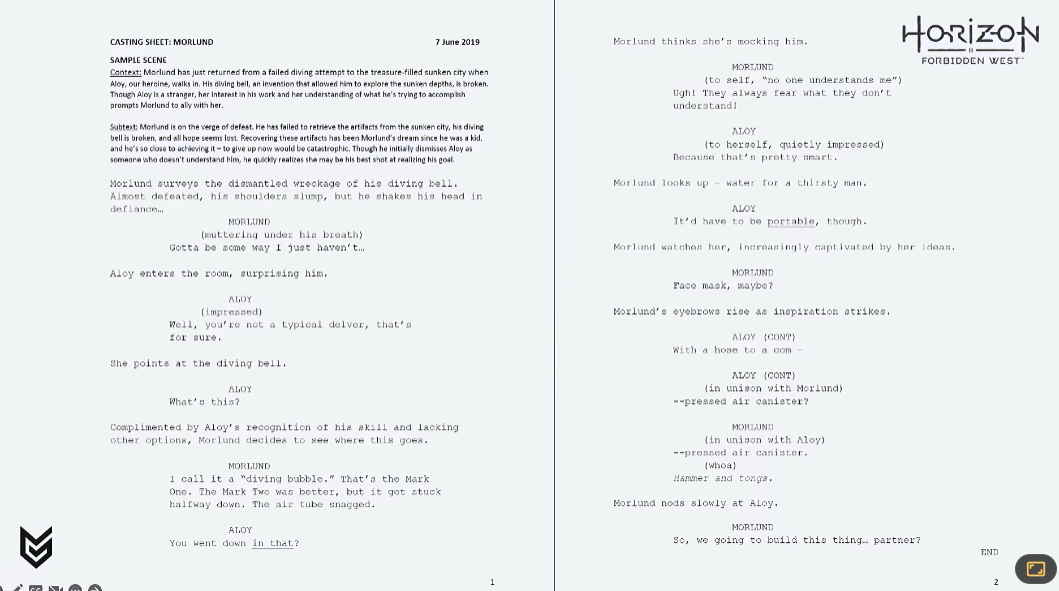 CASTING SHEET: MORLUND
7 June 2019
SAMPLE SCENE
Context: Morlund has just returned from a failed diving attempt to the treasure-filled sunken city when
Aloy, our heroine, walks in. His diving bell, an invention that allowed him to explore the sunken depths, is broken.
Though Aloy is a stranger, her interest in his work and her understanding of what he's trying to accomplish
prompts Morlund to ally with her.
Subtext: Morlund is on the verge of defeat. He has failed to retrieve the artifacts from the sunken city, his diving
bell is broken, and all hope seems lost. Recovering these artifacts has been Morlund's dream since he was a kid,
and he's so close to achieving it – to give up now would be catastrophic. Though he initially dismisses Aloy as
someone who doesn't understand him, he quickly realizes she may be his best shot at realizing his goal.
Morlund surveys the dismantled wreckage of his diving bell.
Almost defeated, his shoulders slump, but he shakes his head in
defiance…
MORLUND
(muttering under his breath)
Gotta be some way I just haven't…
Aloy enters the room, surprising him.
ALOY
(impressed)
Well, you're not a typical delver, that's
for sure.
She points at the diving bell.
ALOY
What's this?
Complimented by Aloy's recognition of his skill and lacking
other options, Morlund decides to see where this goes.
MORLUND
I call it a "diving bubble." That's the Mark
One. The Mark Two was better, but it got stuck
halfway down. The air tube snagged.
ALOY
You went down in that?
1
HORIZON
II
FORBIDDEN WEST™
Morlund thinks she's mocking him.
MORLUND
(to self, "no one understands me")
Ugh! They always fear what they don't
understand!
ALOY
(to herself, quietly impressed)
Because that's pretty smart.
Morlund looks up – water for a thirsty man.
ALOY
It'd have to be portable, though.
Morlund watches her, increasingly captivated by her ideas.
MORLUND
Face mask, maybe?
Morlund's eyebrows rise as inspiration strikes.
ALOY (CONT)
With a hose to a com –
ALOY (CONT)
(in unison with Morlund)
--pressed air canister?
MORLUND
(in unison with Aloy)
--pressed air canister.
(whoa)
Hammer and tongs.
Morlund nods slowly at Aloy.
MORLUND
So, we going to build this thing… partner?
END
2